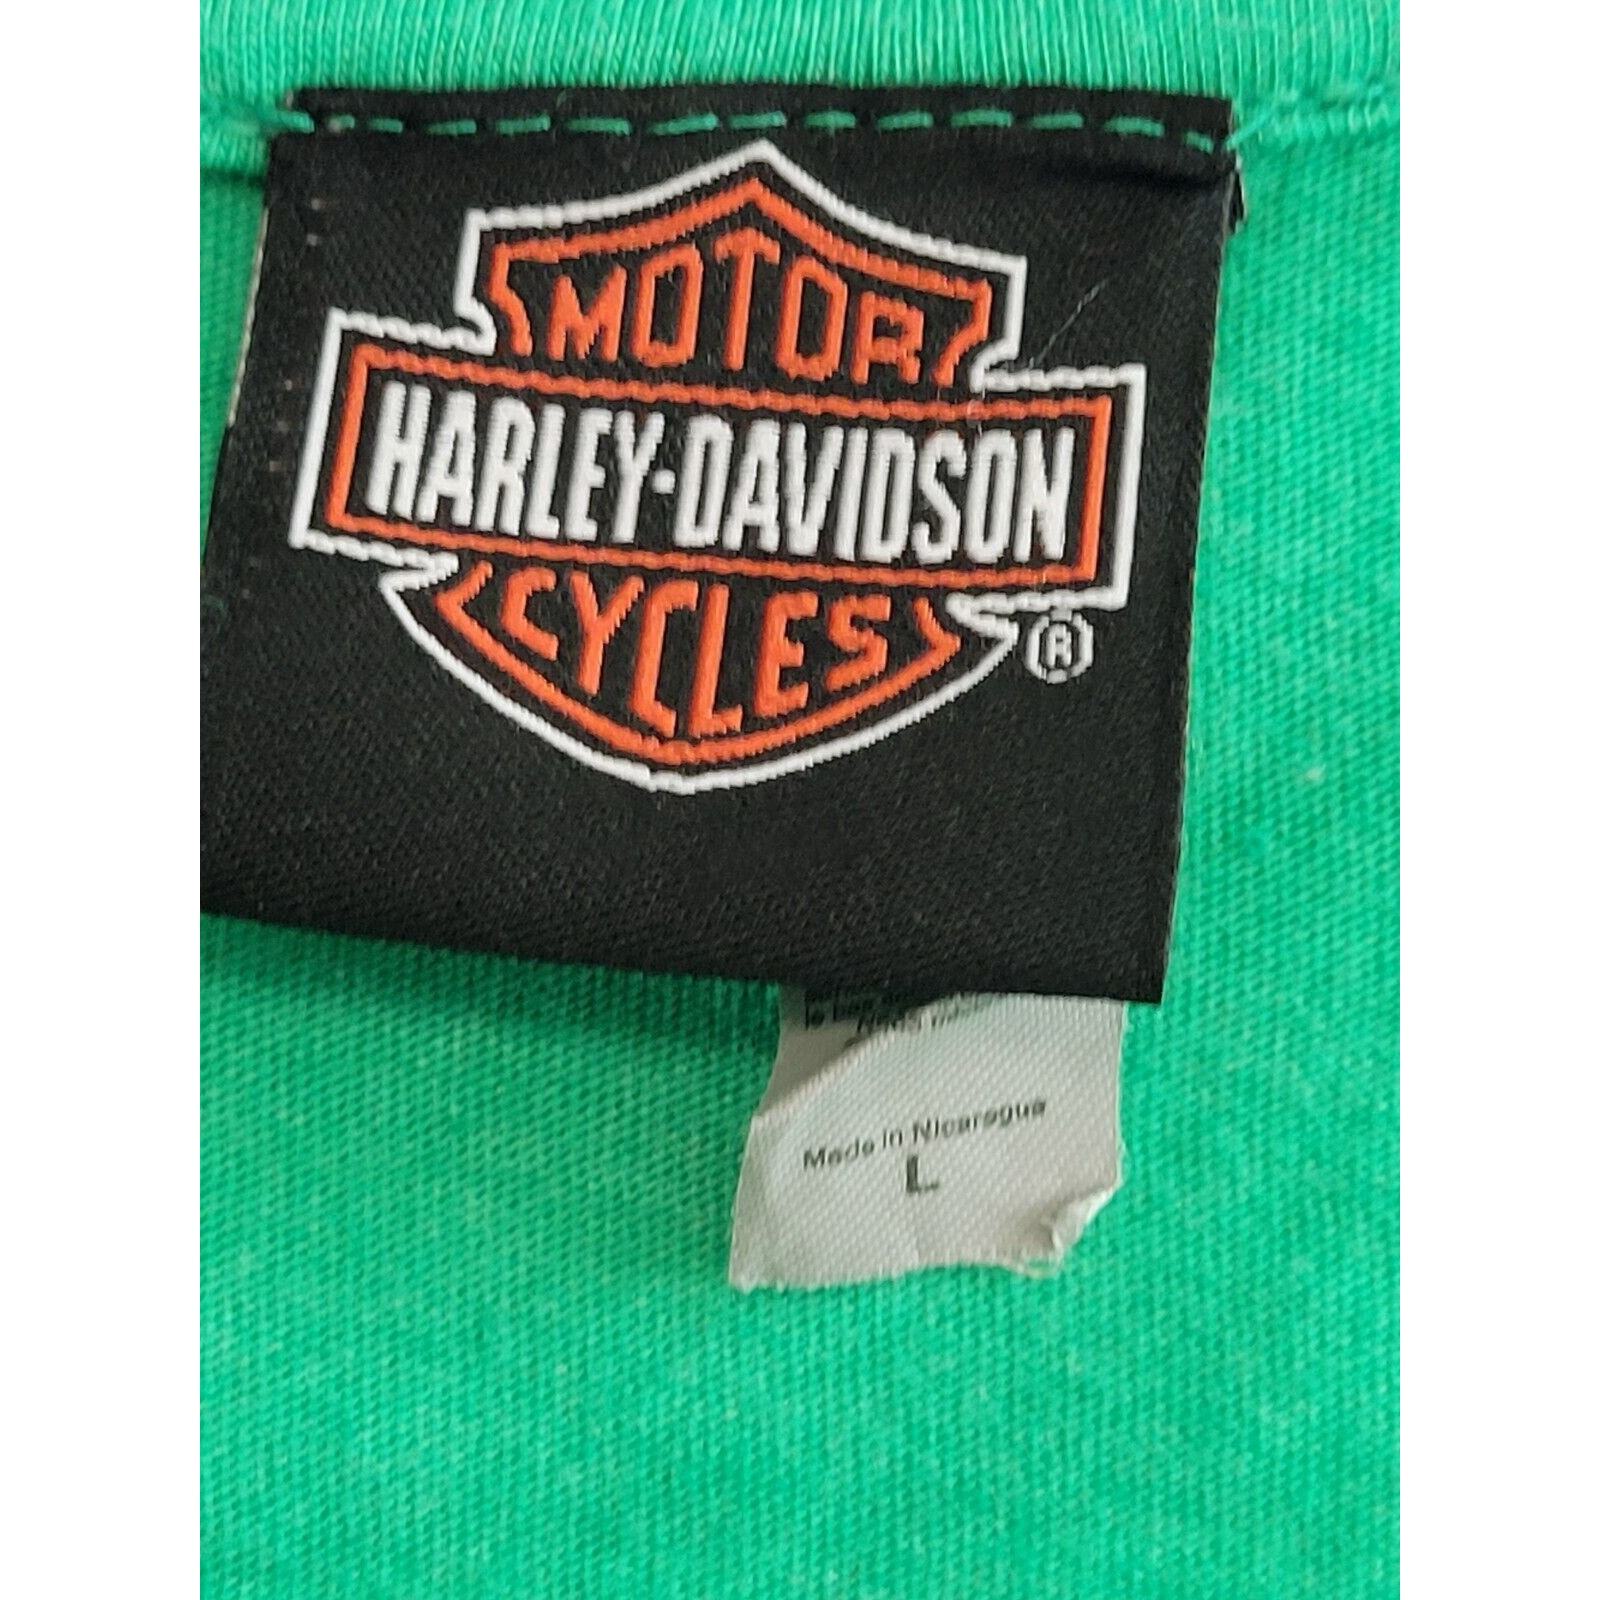 MOTOR
HARLEY-DAVIDSON
CYCLES
®
Made in Nicaragua
L